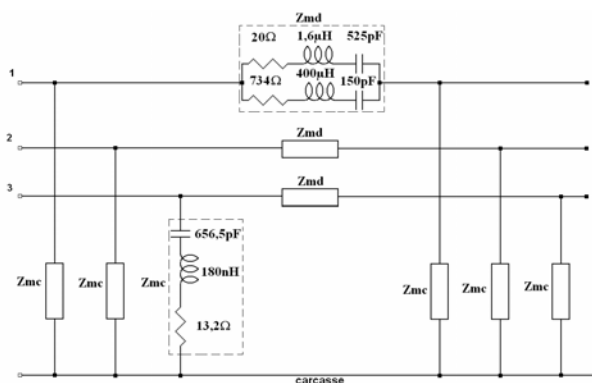 Zmd
20Ω 1,6µH 525pF
1
734Ω 400µH 150pF
2
Zmd
3
Zmd
656,5pF
Zmc Zmc Zmc 180nH Zmc Zmc Zmc
13,2Ω
carcasse